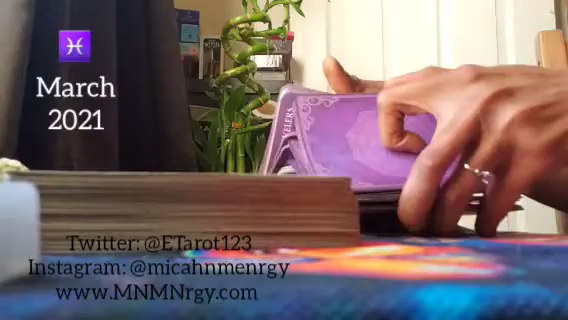 ♓
March
2021
Twitter: @ETarot123
Instagram: @micahnmenrgy
www.MNMNrgy.com